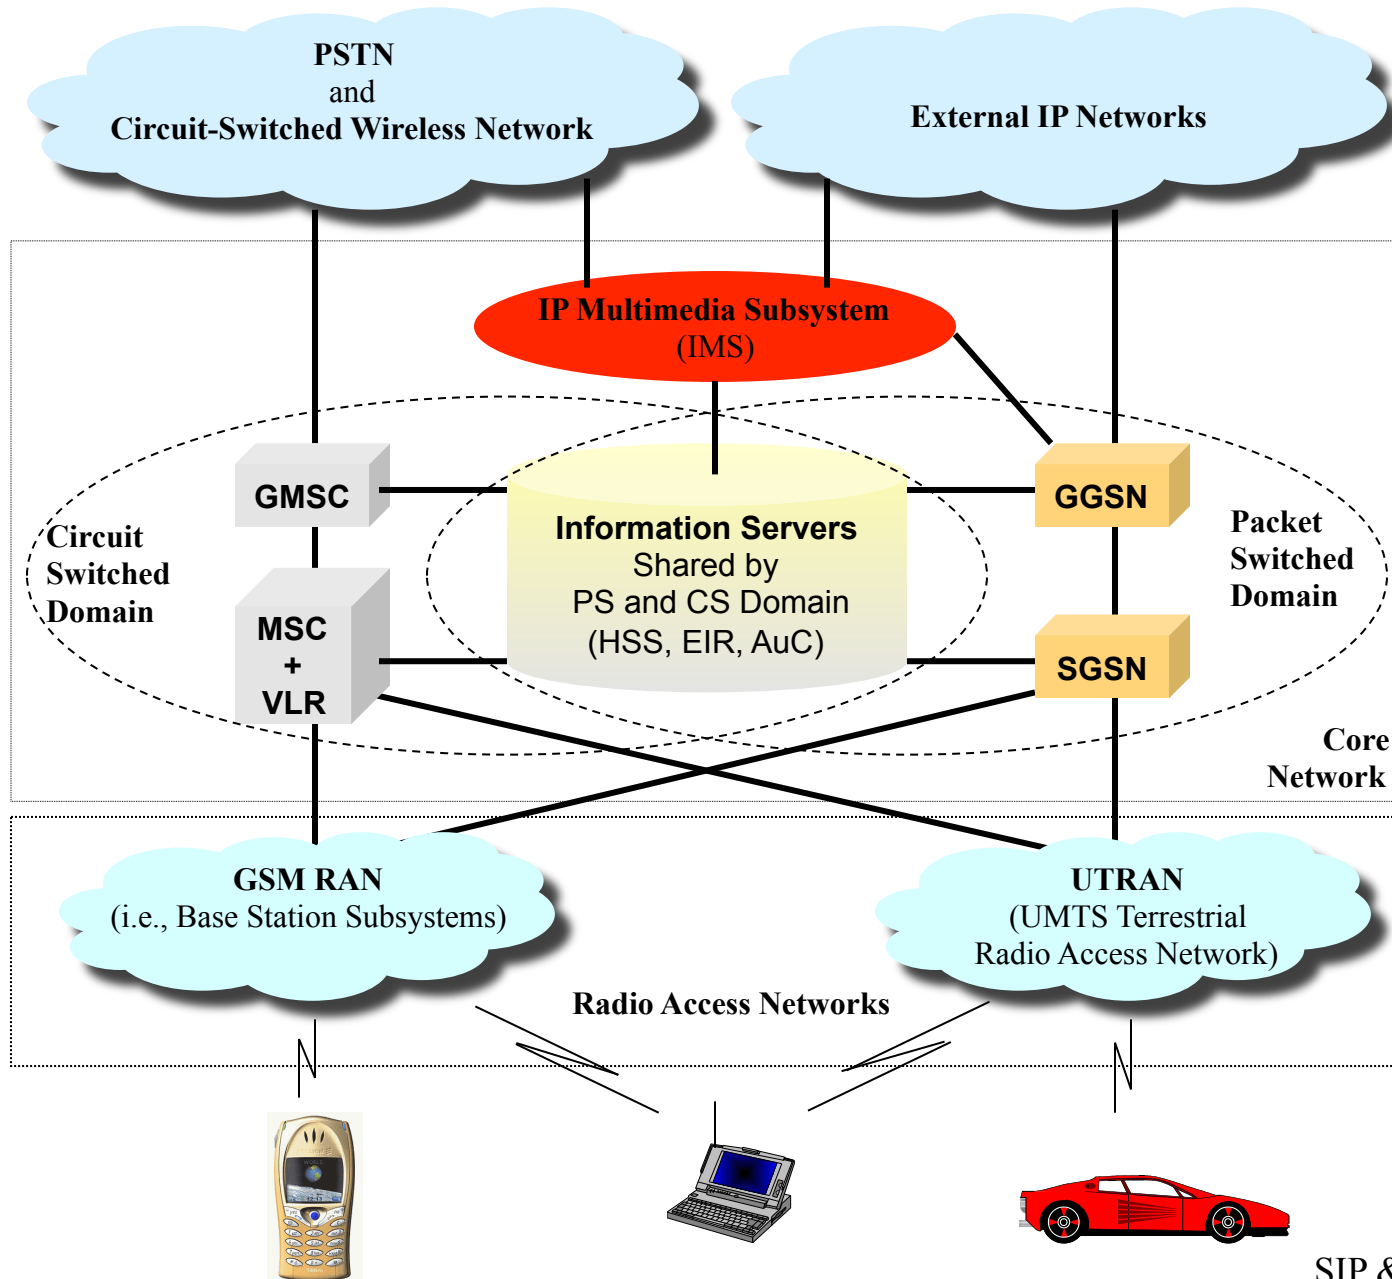 PSTN
and
Circuit-Switched Wireless Network
External IP Networks
IP Multimedia Subsystem
(IMS)
GMSC
GGSN
Circuit
Switched
Domain
Information Servers
Shared by
PS and CS Domain
(HSS, EIR, AuC)
Packet
Switched
Domain
MSC
+
VLR
SGSN
Core
Network
GSM RAN
(i.e., Base Station Subsystems)
UTRAN
(UMTS Terrestrial
Radio Access Network)
Radio Access Networks
SIP &